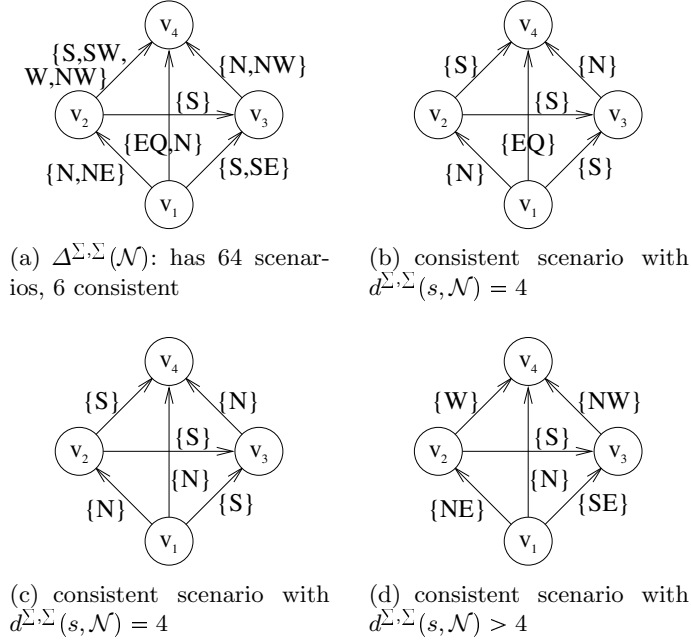 v4
{S,SW,
W,NW}
{N,NW}
v2
{S}
v3
{EQ,N}
{N,NE}
{S,SE}
v1
(a) Δ^Σ,Σ(𝒩): has 64 scenar-
ios, 6 consistent
v4
{S}
{N}
v2
{S}
v3
{EQ}
{N}
{S}
v1
(b) consistent scenario with
d^Σ,Σ(s, 𝒩) = 4
v4
{S}
{N}
v2
{S}
v3
{N}
{N}
{S}
v1
(c) consistent scenario with
d^Σ,Σ(s, 𝒩) = 4
v4
{W}
{NW}
v2
{S}
v3
{N}
{NE}
{SE}
v1
(d) consistent scenario with
d^Σ,Σ(s, 𝒩) > 4